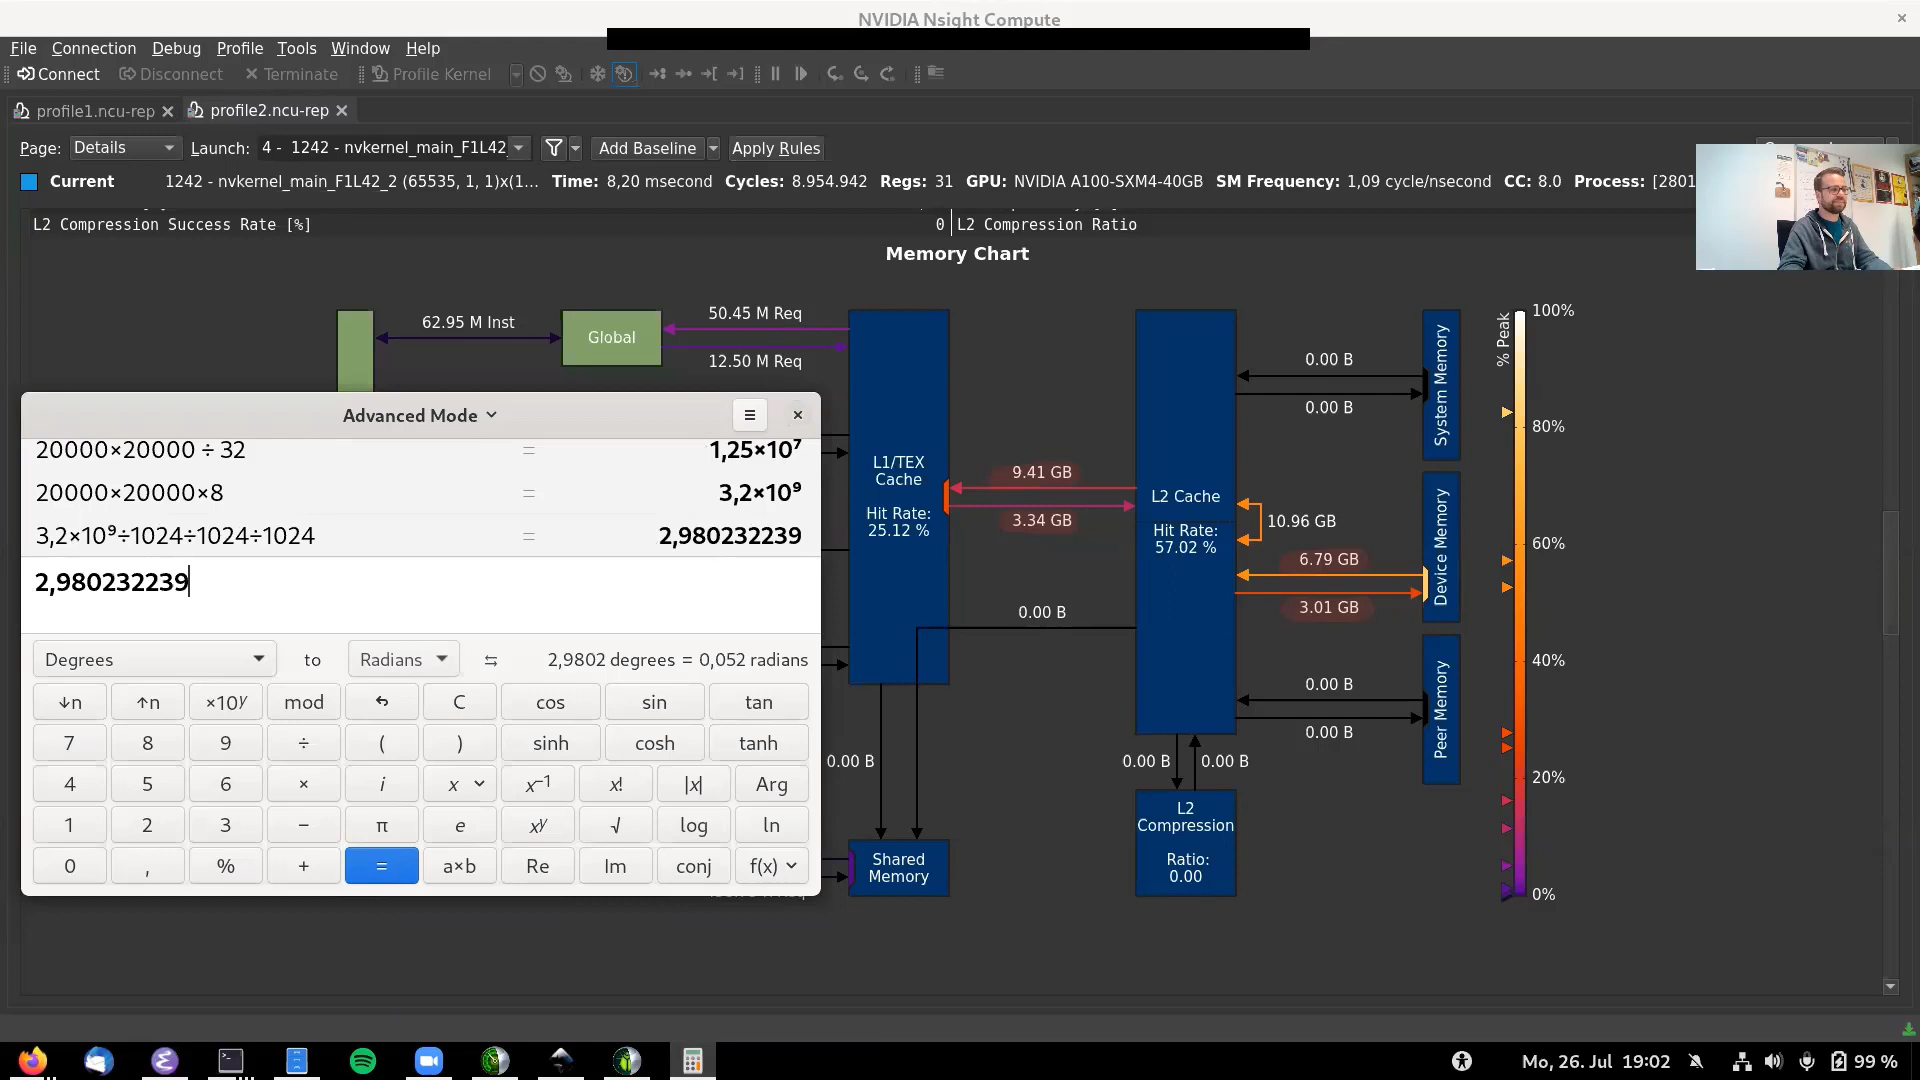 NVIDIA Nsight Compute
File Connection Debug Profile Tools Window Help
Connect Disconnect Terminate Profile Kernel
profile1.ncu-rep profile2.ncu-rep
Page: Details Launch: 4 - 1242 - nvkernel_main_F1L42_ Add Baseline Apply Rules
Current 1242 - nvkernel_main_F1L42_2 (65535, 1, 1)x(1... Time: 8,20 msecond Cycles: 8.954.942 Regs: 31 GPU: NVIDIA A100-SXM4-40GB SM Frequency: 1,09 cycle/nsecond CC: 8.0 Process: [2801
L2 Compression Success Rate [%] 0 L2 Compression Ratio
Memory Chart
62.95 M Inst
Global
50.45 M Req
12.50 M Req
L1/TEX
Cache
Hit Rate:
25.12 %
9.41 GB
3.34 GB
0.00 B
L2 Cache
Hit Rate:
57.02 %
10.96 GB
0.00 B
0.00 B
6.79 GB
3.01 GB
0.00 B
0.00 B
System Memory
Device Memory
Peer Memory
% Peak
100%
80%
60%
40%
20%
0%
0.00 B
0.00 B 0.00 B
Shared
Memory
L2
Compression
Ratio:
0.00
Advanced Mode
20000×20000 ÷ 32 = 1,25×10⁷
20000×20000×8 = 3,2×10⁹
3,2×10⁹÷1024÷1024÷1024 = 2,980232239
2,980232239
Degrees to Radians 2,9802 degrees = 0,052 radians
↓n ↑n ×10ʸ mod C cos sin tan
7 8 9 ÷ ( ) sinh cosh tanh
4 5 6 × i x x⁻¹ x! |x| Arg
1 2 3 − π e xʸ √ log ln
0 , % + = a×b Re Im conj f(x)
Mo, 26. Jul 19:02 99 %